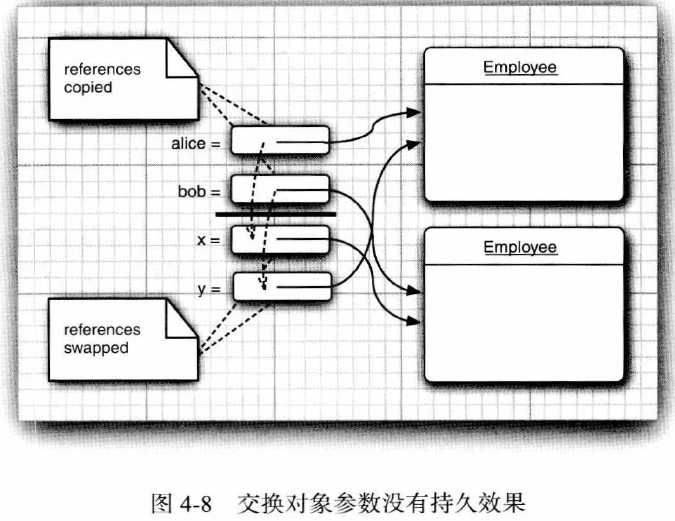 references
copied
Employee
alice =
bob =
x =
Employee
y =
references
swapped
图 4-8 交换对象参数没有持久效果